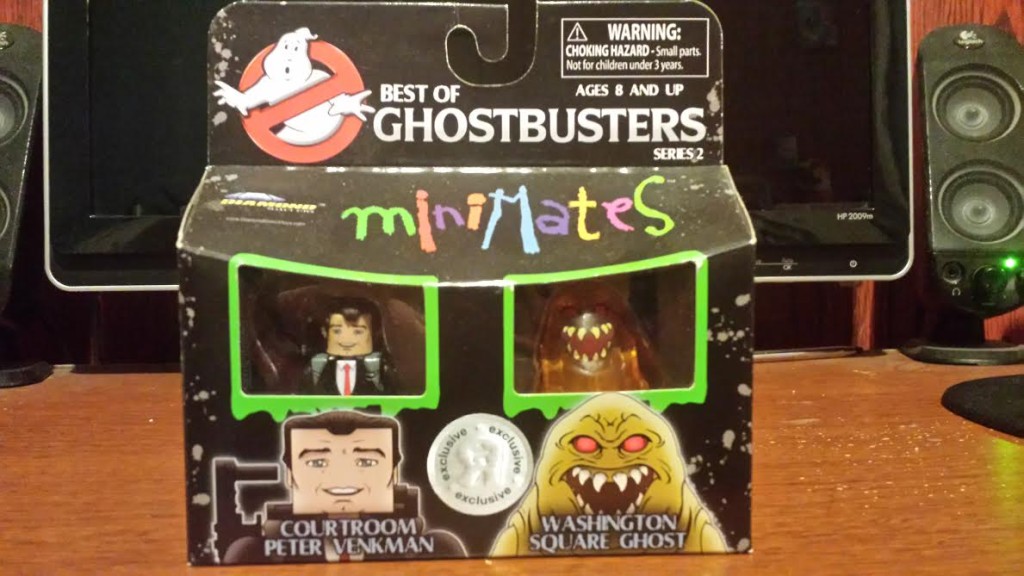 WARNING:
CHOKING HAZARD - Small parts.
Not for children under 3 years.
AGES 8 AND UP
BEST OF
GHOSTBUSTERS
SERIES 2
DIAMOND
miniMateS
HP 2009m
exclusive exclusive exclusive
COURTROOM
PETER VENKMAN
WASHINGTON
SQUARE GHOST